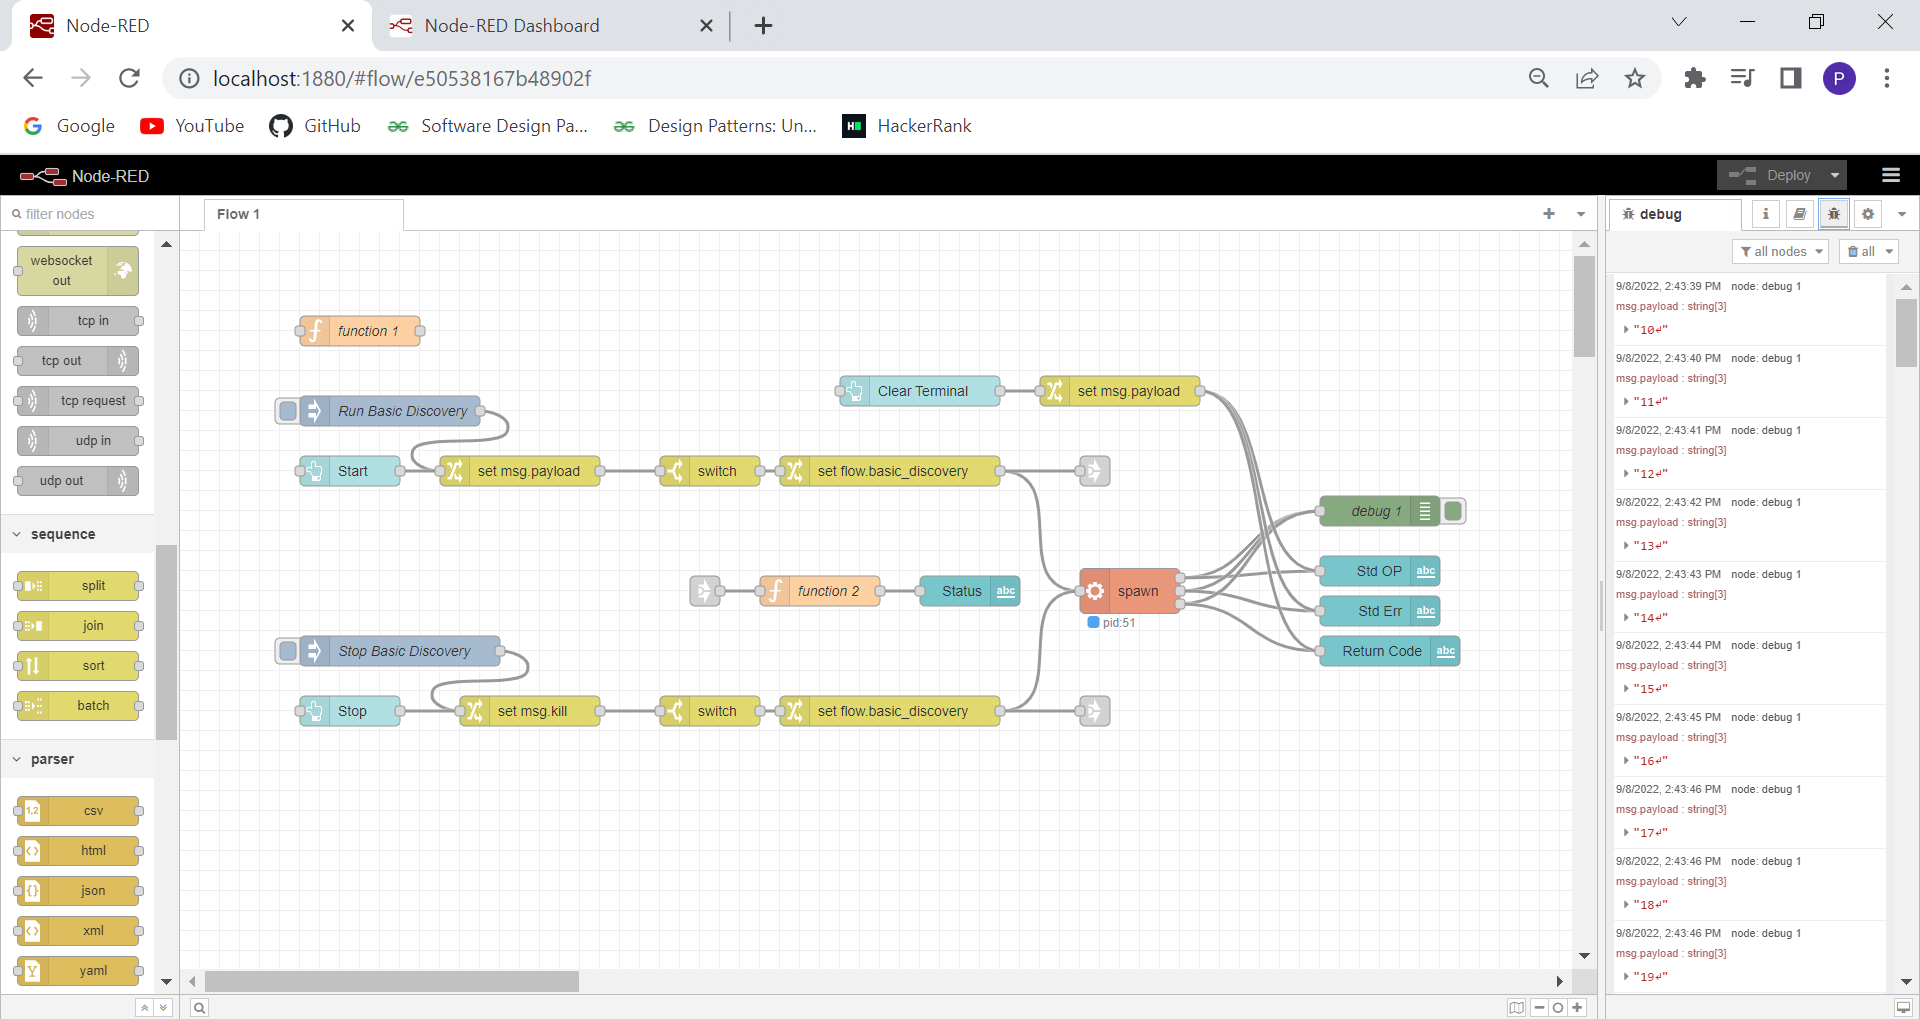 Node-RED
Node-RED Dashboard
localhost:1880/#flow/e50538167b48902f
P
Google
YouTube
GitHub
Software Design Pa...
Design Patterns: Un...
HackerRank
Node-RED
Deploy
filter nodes
websocket
out
tcp in
tcp out
tcp request
udp in
udp out
sequence
split
join
sort
batch
parser
csv
html
json
xml
yaml
Flow 1
function 1
Clear Terminal
set msg.payload
Run Basic Discovery
Start
set msg.payload
switch
set flow.basic_discovery
debug 1
Std OP
abc
function 2
Status
abc
spawn
pid:51
Std Err
abc
Return Code
abc
Stop Basic Discovery
Stop
set msg.kill
switch
set flow.basic_discovery
debug
i
all nodes
all
9/8/2022, 2:43:39 PM node: debug 1
msg.payload : string[3]
"10↵"
9/8/2022, 2:43:40 PM node: debug 1
msg.payload : string[3]
"11↵"
9/8/2022, 2:43:41 PM node: debug 1
msg.payload : string[3]
"12↵"
9/8/2022, 2:43:42 PM node: debug 1
msg.payload : string[3]
"13↵"
9/8/2022, 2:43:43 PM node: debug 1
msg.payload : string[3]
"14↵"
9/8/2022, 2:43:44 PM node: debug 1
msg.payload : string[3]
"15↵"
9/8/2022, 2:43:45 PM node: debug 1
msg.payload : string[3]
"16↵"
9/8/2022, 2:43:46 PM node: debug 1
msg.payload : string[3]
"17↵"
9/8/2022, 2:43:46 PM node: debug 1
msg.payload : string[3]
"18↵"
9/8/2022, 2:43:46 PM node: debug 1
msg.payload : string[3]
"19↵"